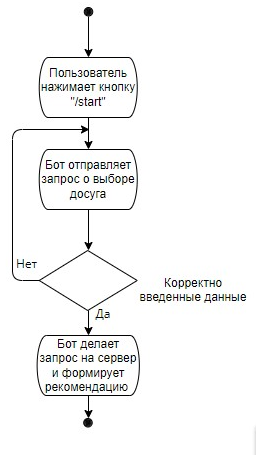 Пользователь
нажимает кнопку
"/start"
Бот отправляет
запрос о выборе
досуга
Нет
Корректно
введенные данные
Да
Бот делает
запрос на сервер
и формирует
рекомендацию